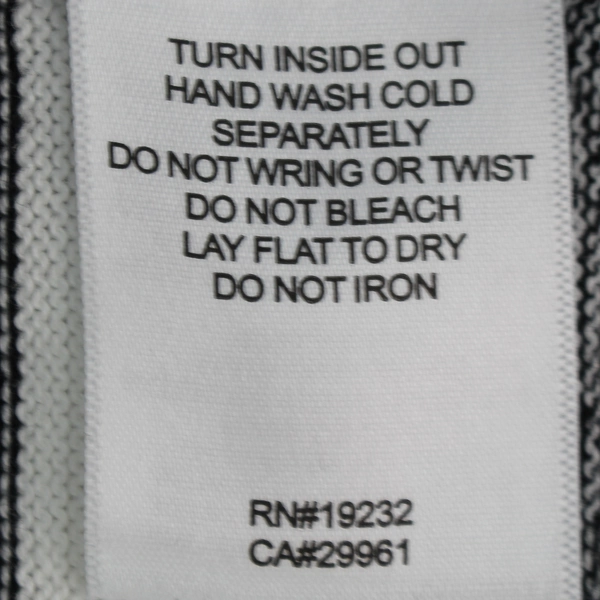 TURN INSIDE OUT
HAND WASH COLD
SEPARATELY
DO NOT WRING OR TWIST
DO NOT BLEACH
LAY FLAT TO DRY
DO NOT IRON
RN#19232
CA#29961